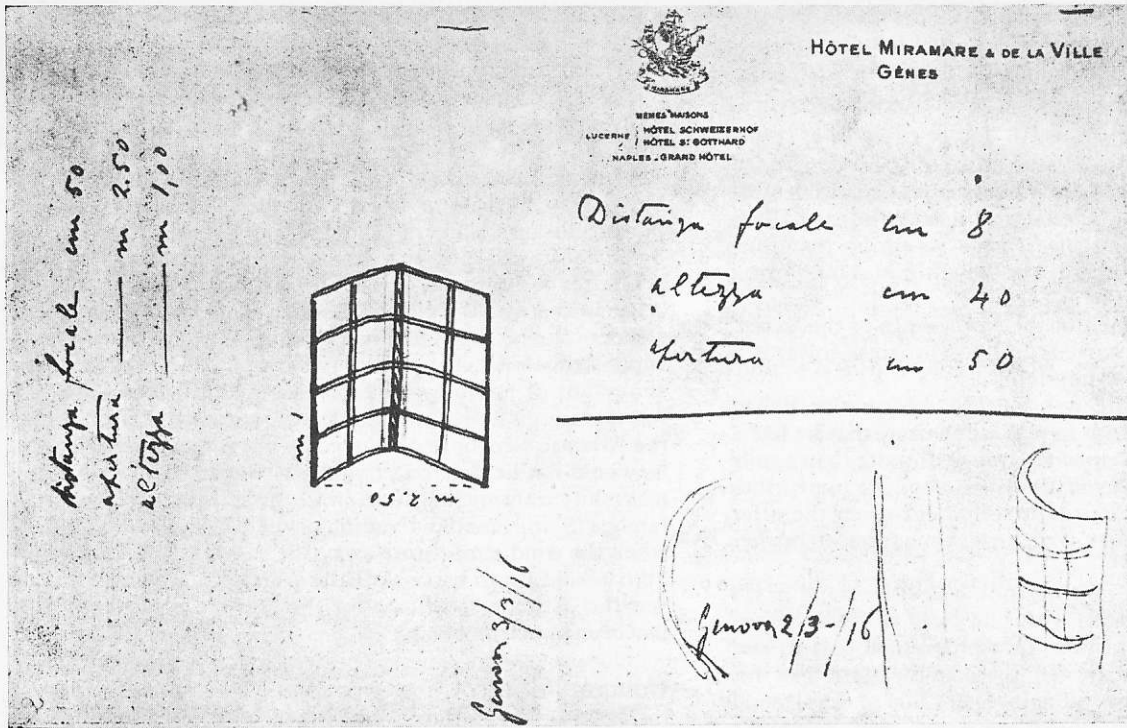 HÔTEL MIRAMARE & DE LA VILLE
GÊNES
MIRAMARE
MÊMES MAISONS
LUCERNE HÔTEL SCHWEIZERHOF
HÔTEL ST GOTTHARD
NAPLES - GRAND HÔTEL
Distanza focale cm 8
altezza cm 40
apertura cm 50
Genova 2/3-/16
distanza focale cm 50
apertura —— m 2.50
altezza —— m 1,00
m 1
m 2.50
Genova 3/3/16